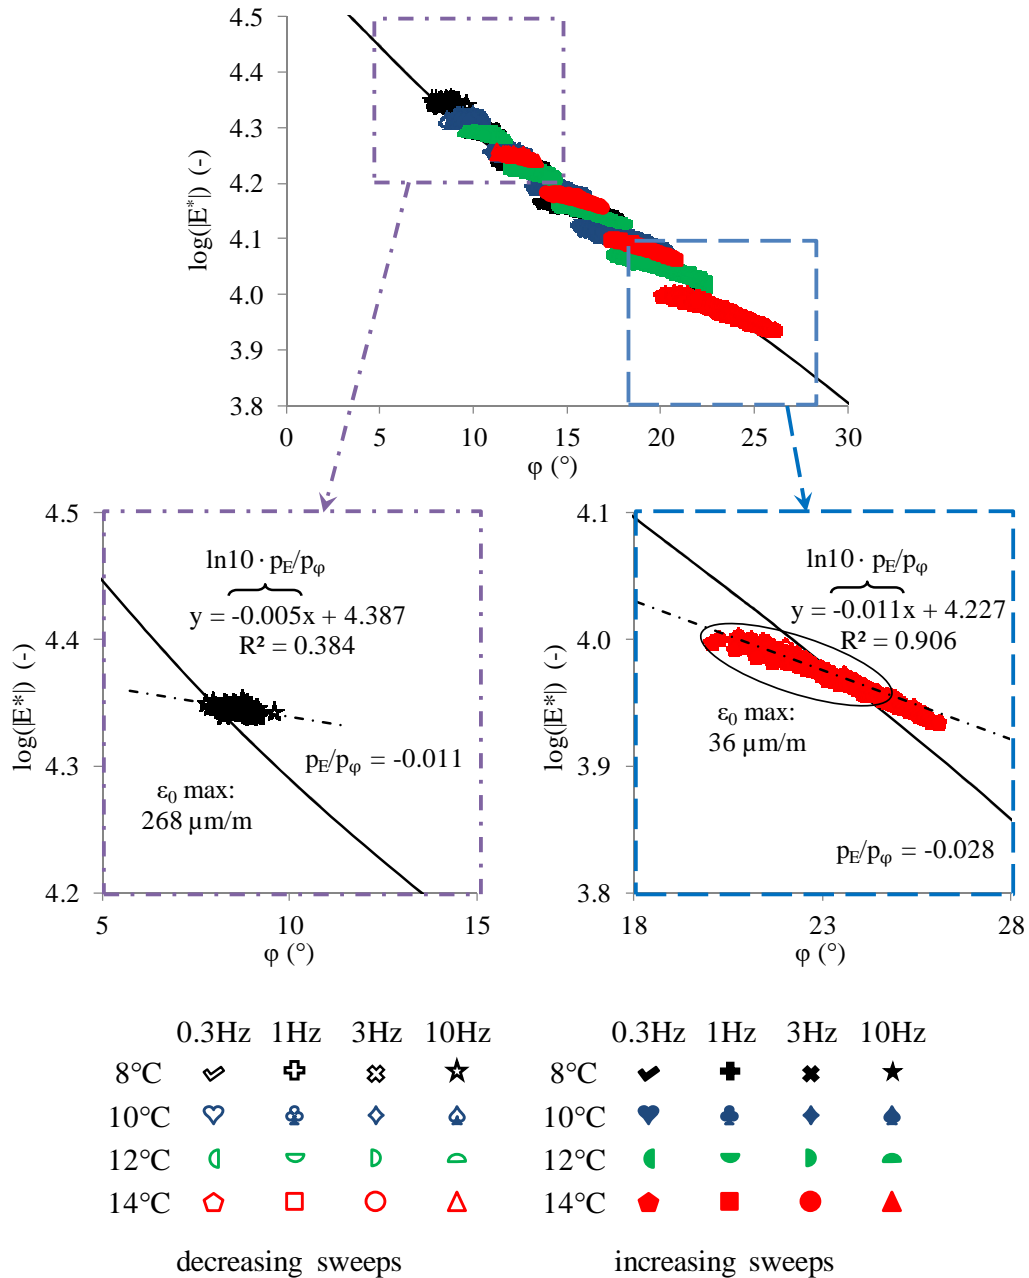 4.5
4.4
4.3
4.2
4.1
4.0
3.9
3.8
log(|E*|) (-)
0 5 10 15 20 25 30
φ (°)
4.5
4.4
4.3
4.2
log(|E*|) (-)
ln10 · pE/pφ
y = -0.005x + 4.387
R² = 0.384
pE/pφ = -0.011
ε0 max:
268 µm/m
5 10 15
φ (°)
4.1
4.0
3.9
3.8
log(|E*|) (-)
ln10 · pE/pφ
y = -0.011x + 4.227
R² = 0.906
ε0 max:
36 µm/m
pE/pφ = -0.028
18 23 28
φ (°)
0.3Hz 1Hz 3Hz 10Hz
8°C
10°C
12°C
14°C
decreasing sweeps
0.3Hz 1Hz 3Hz 10Hz
8°C
10°C
12°C
14°C
increasing sweeps